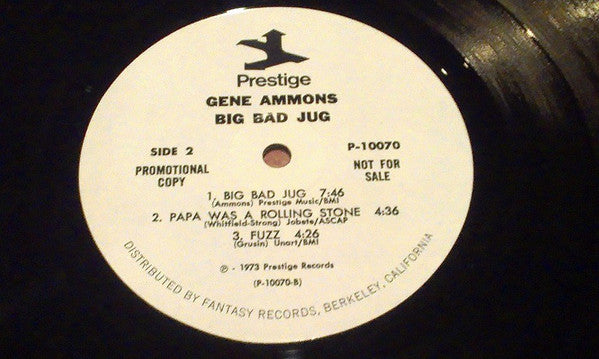 Prestige
GENE AMMONS
BIG BAD JUG
SIDE 2
P-10070
PROMOTIONAL
COPY
NOT FOR
SALE
1. BIG BAD JUG 7:46
(Ammons) Prestige Music/BMI
2. PAPA WAS A ROLLING STONE 4:36
(Whitfield-Strong) Jobete/ASCAP
3. FUZZ 4:26
(Grusin) Unart/BMI
℗ - 1973 Prestige Records
(P-10070-B)
DISTRIBUTED BY FANTASY RECORDS, BERKELEY, CALIFORNIA